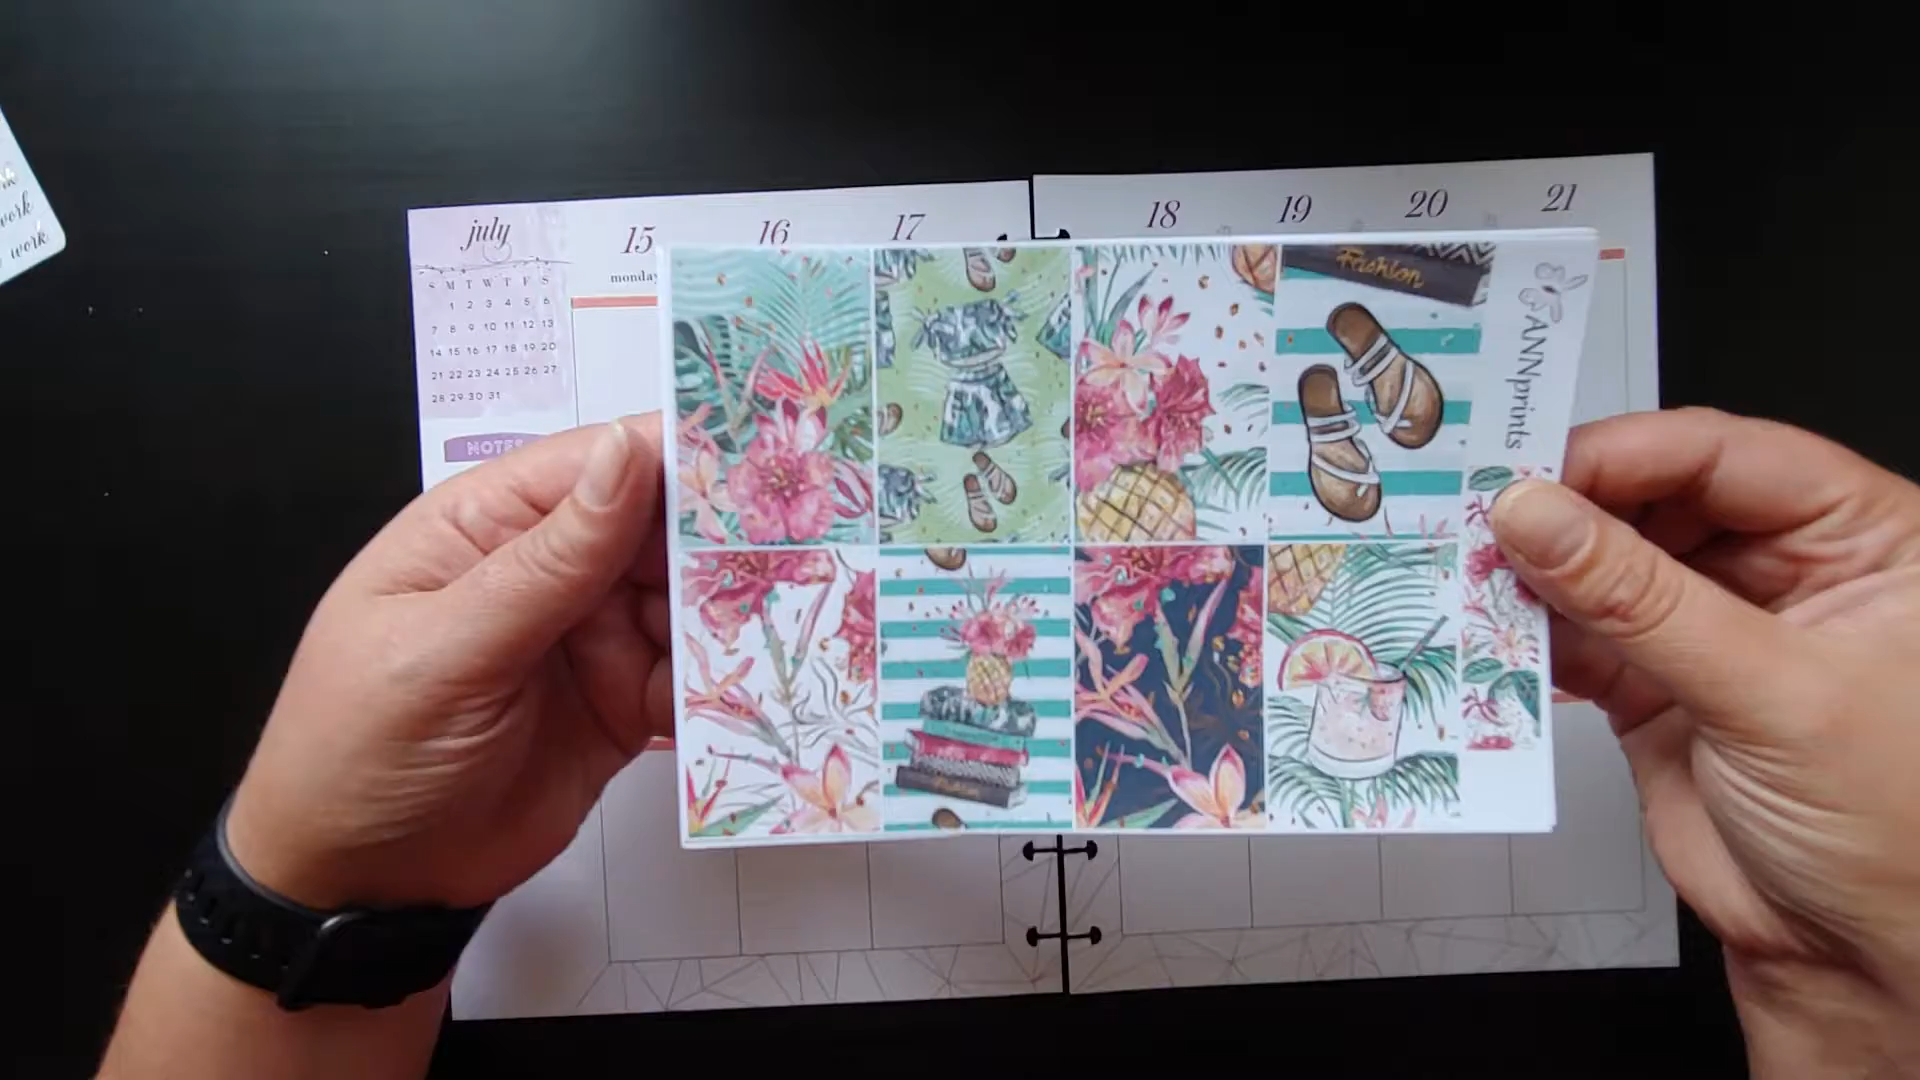 work
work
july
S M T W T F S
1 2 3 4 5 6
7 8 9 10 11 12 13
14 15 16 17 18 19 20
21 22 23 24 25 26 27
28 29 30 31
NOTES
15
monday
16
17
18
19
20
21
Fashion
ANNprints
Fashion